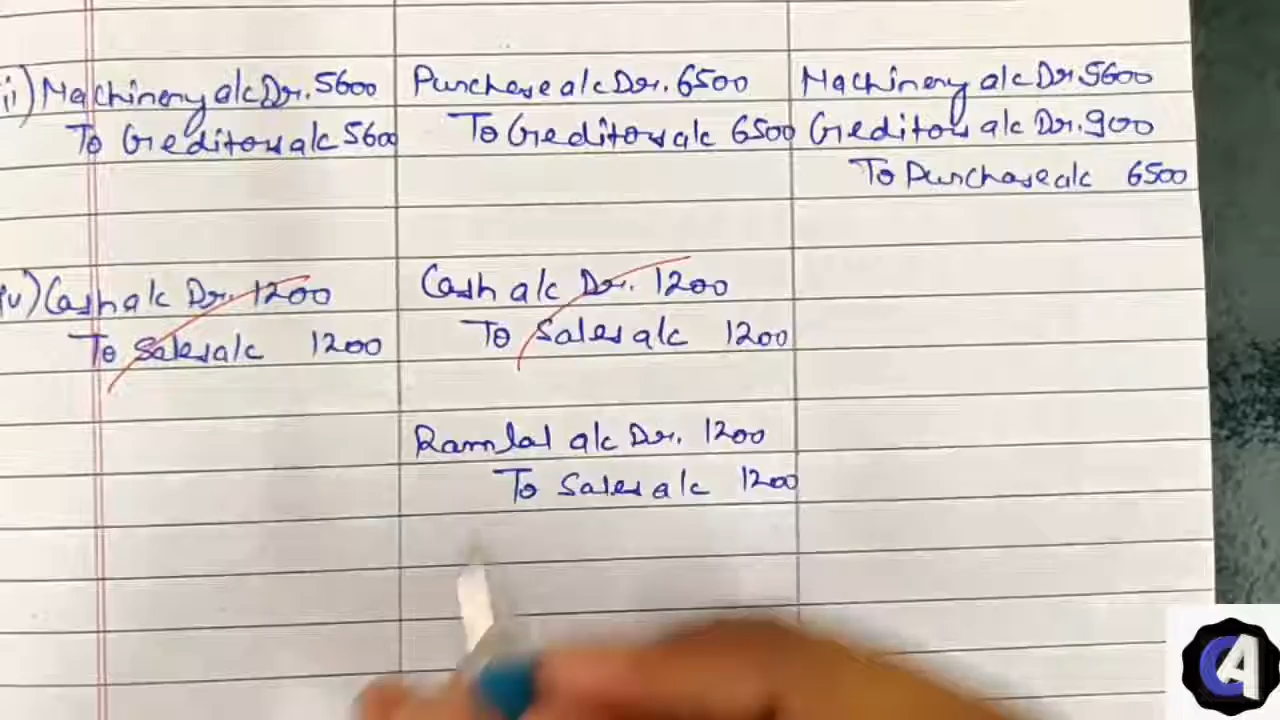 ii) Machinery a/c Dr. 5600
To Creditors a/c 5600
Purchase a/c Dr. 6500
To Creditors a/c 6500
Machinery a/c Dr. 5600
Creditors a/c Dr. 900
To Purchase a/c 6500
iv) Cash a/c Dr. 1200
To Sales a/c 1200
Cash a/c Dr. 1200
To Sales a/c 1200
Ramlal a/c Dr. 1200
To Sales a/c 1200
CA